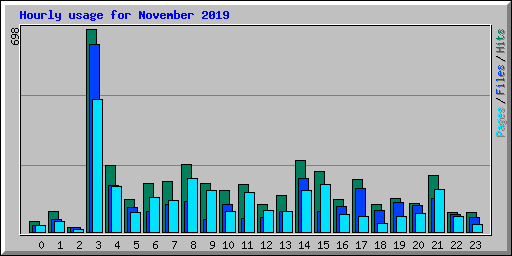 Hourly usage for November 2019
698
Pages/Files/Hits
0 1 2 3 4 5 6 7 8 9 10 11 12 13 14 15 16 17 18 19 20 21 22 23